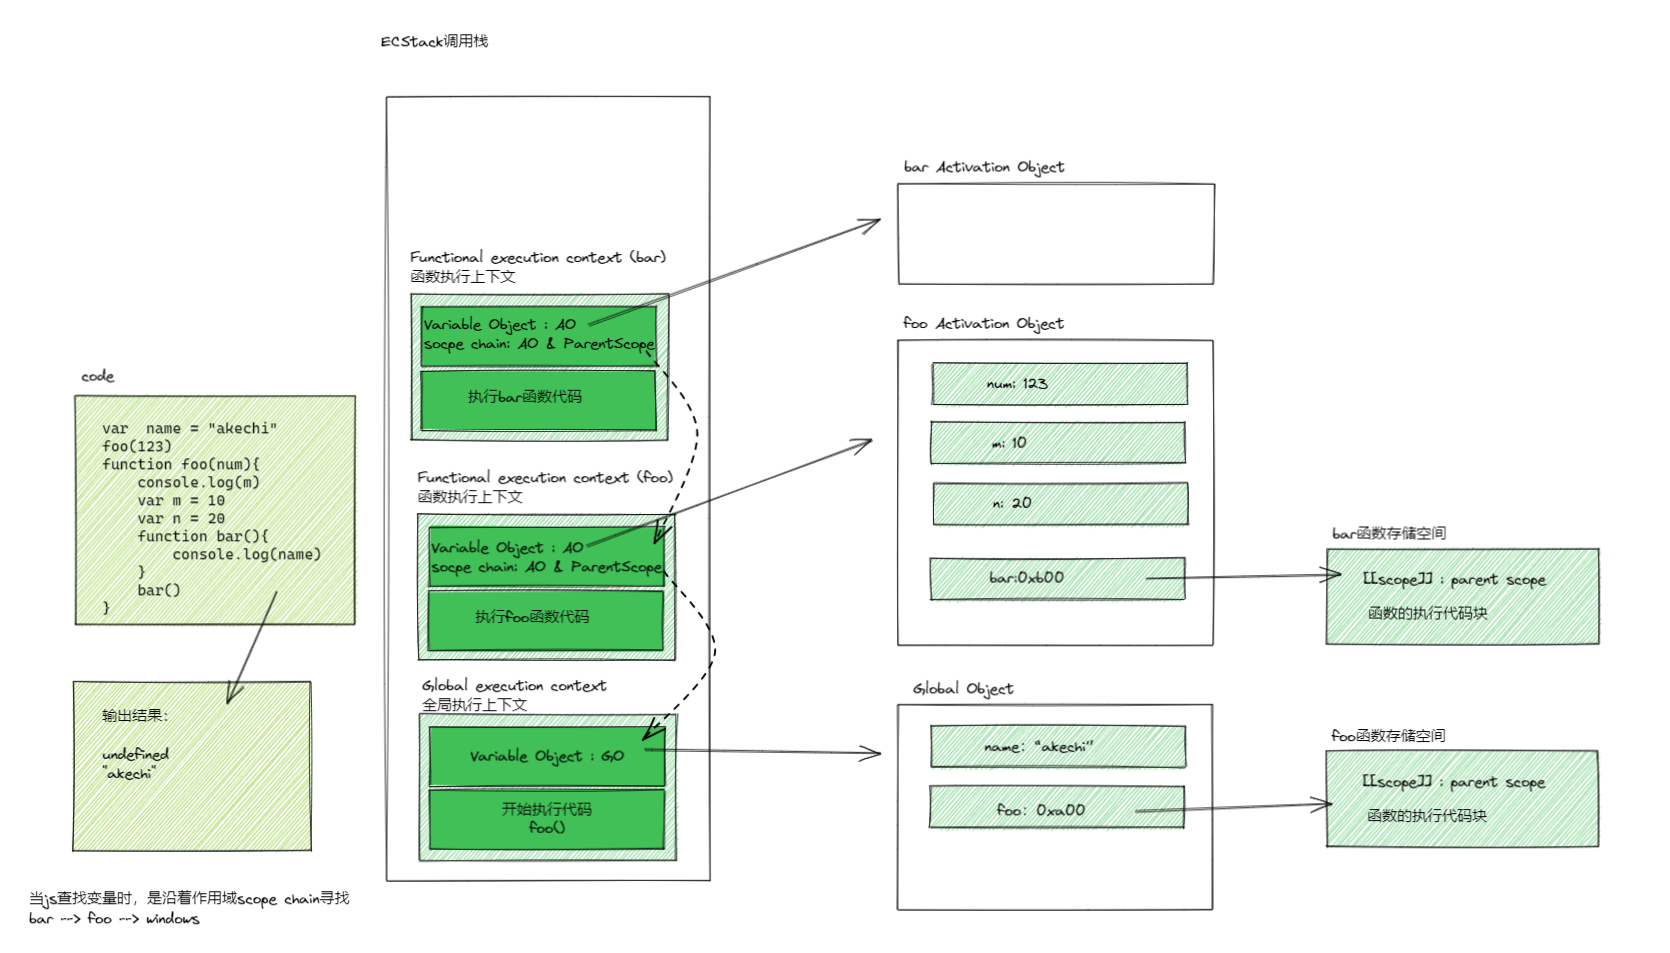 ECStack调用栈
code
var  name = "akechi"
foo(123)
function foo(num){
    console.log(m)
    var m = 10
    var n = 20
    function bar(){
        console.log(name)
    }
    bar()
}
输出结果：
undefined
"akechi"
当js查找变量时，是沿着作用域scope chain寻找
bar --> foo --> windows
Functional execution context (bar)
函数执行上下文
Variable Object : AO
socpe chain: AO & ParentScope
执行bar函数代码
Functional execution context (foo)
函数执行上下文
Variable Object : AO
socpe chain: AO & ParentScope
执行foo函数代码
Global execution context
全局执行上下文
Variable Object : GO
开始执行代码
foo()
bar Activation Object
foo Activation Object
num: 123
m: 10
n: 20
bar:0xb00
bar函数存储空间
[[scope]] : parent scope
函数的执行代码块
Global Object
name: "akechi"
foo: 0xa00
foo函数存储空间
[[scope]] : parent scope
函数的执行代码块